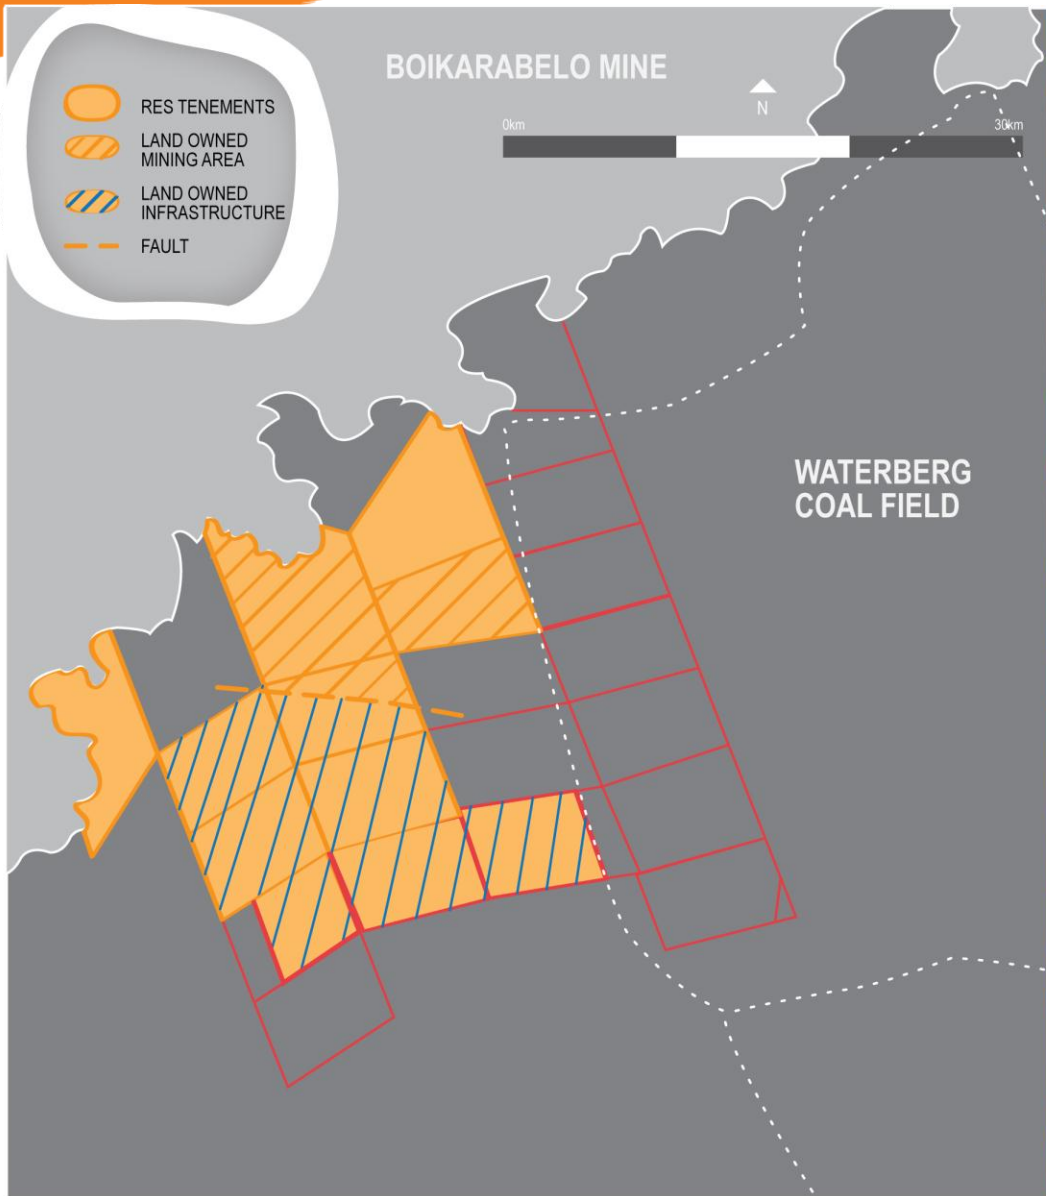 BOIKARABELO MINE
N
0km
30km
RES TENEMENTS
LAND OWNED
MINING AREA
LAND OWNED
INFRASTRUCTURE
FAULT
WATERBERG
COAL FIELD